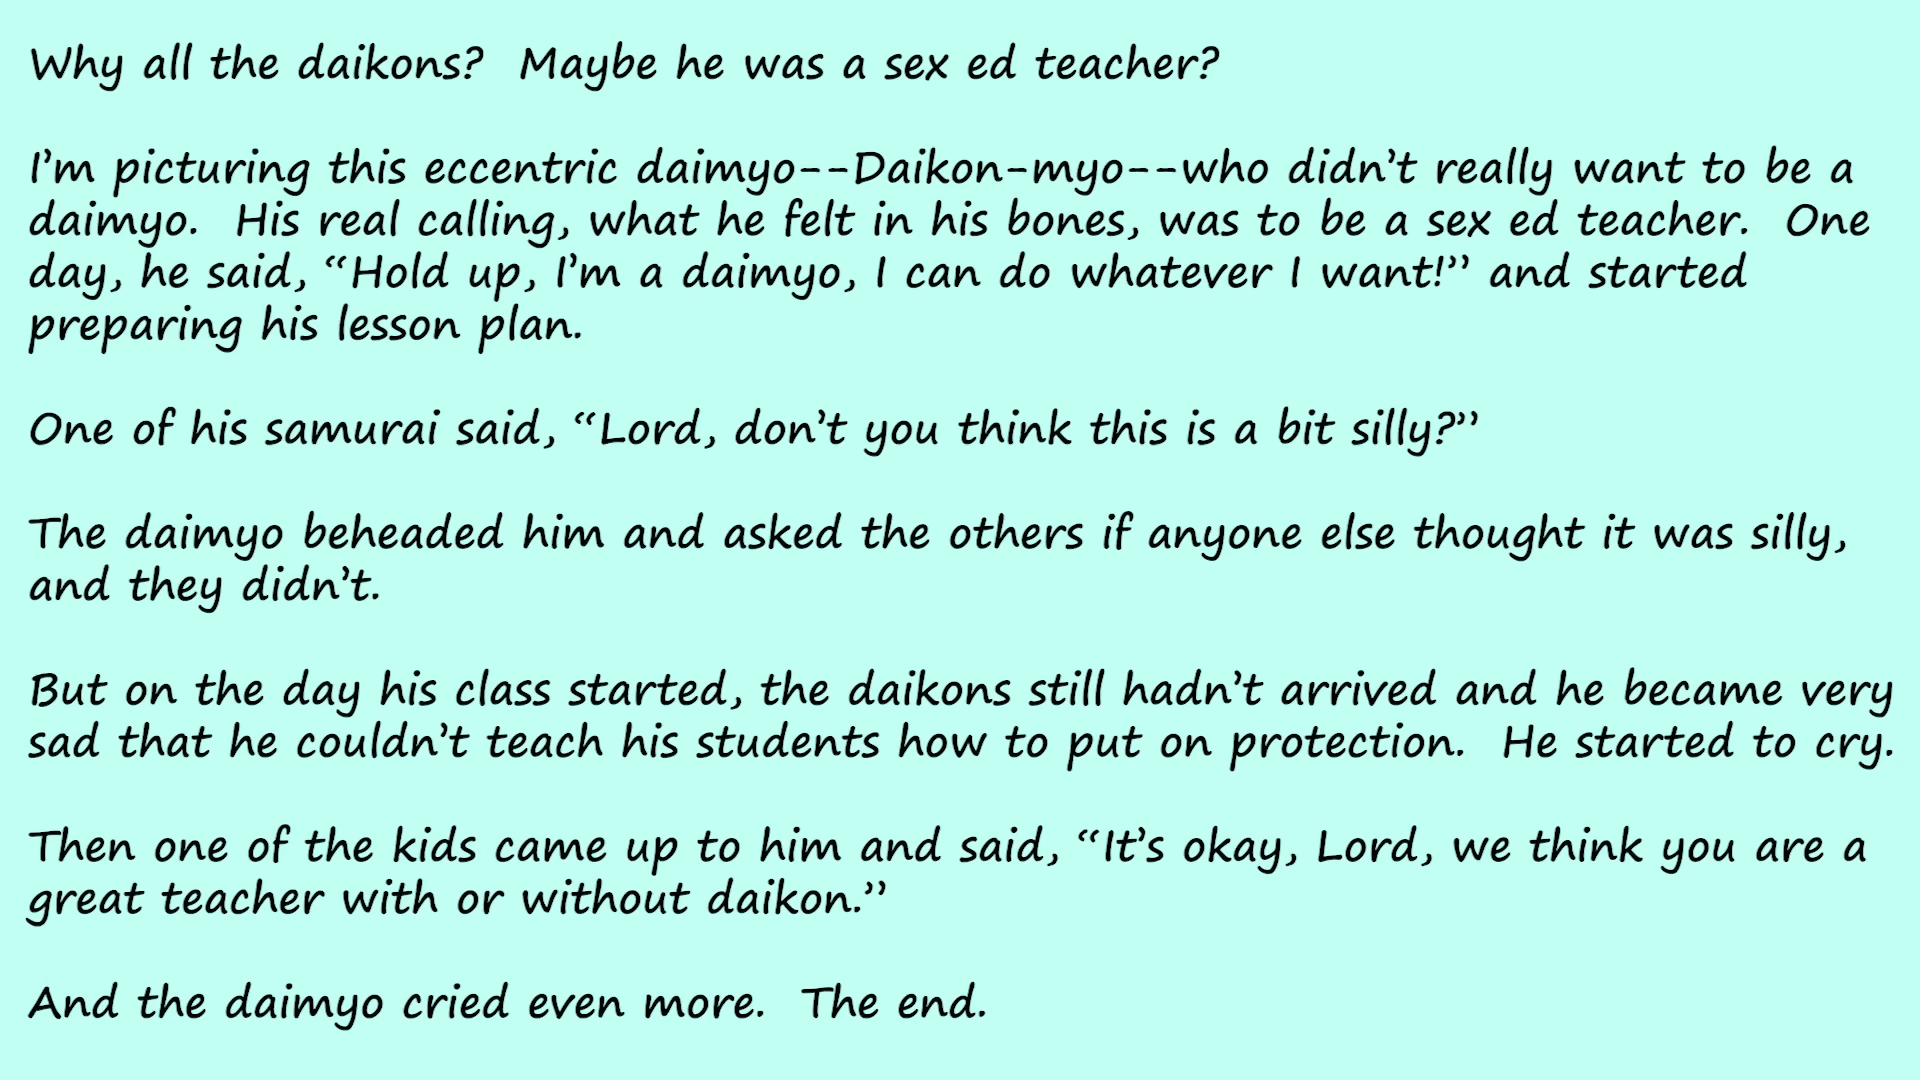 Why all the daikons?  Maybe he was a sex ed teacher?
I’m picturing this eccentric daimyo--Daikon-myo--who didn’t really want to be a
daimyo.  His real calling, what he felt in his bones, was to be a sex ed teacher.  One
day, he said, “Hold up, I’m a daimyo, I can do whatever I want!” and started
preparing his lesson plan.
One of his samurai said, “Lord, don’t you think this is a bit silly?”
The daimyo beheaded him and asked the others if anyone else thought it was silly,
and they didn’t.
But on the day his class started, the daikons still hadn’t arrived and he became very
sad that he couldn’t teach his students how to put on protection.  He started to cry.
Then one of the kids came up to him and said, “It’s okay, Lord, we think you are a
great teacher with or without daikon.”
And the daimyo cried even more.  The end.